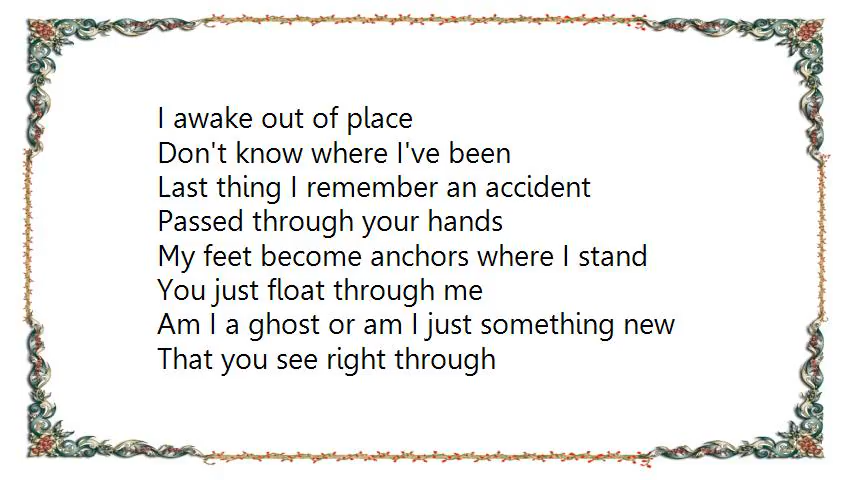 I awake out of place
Don't know where I've been
Last thing I remember an accident
Passed through your hands
My feet become anchors where I stand
You just float through me
Am I a ghost or am I just something new
That you see right through